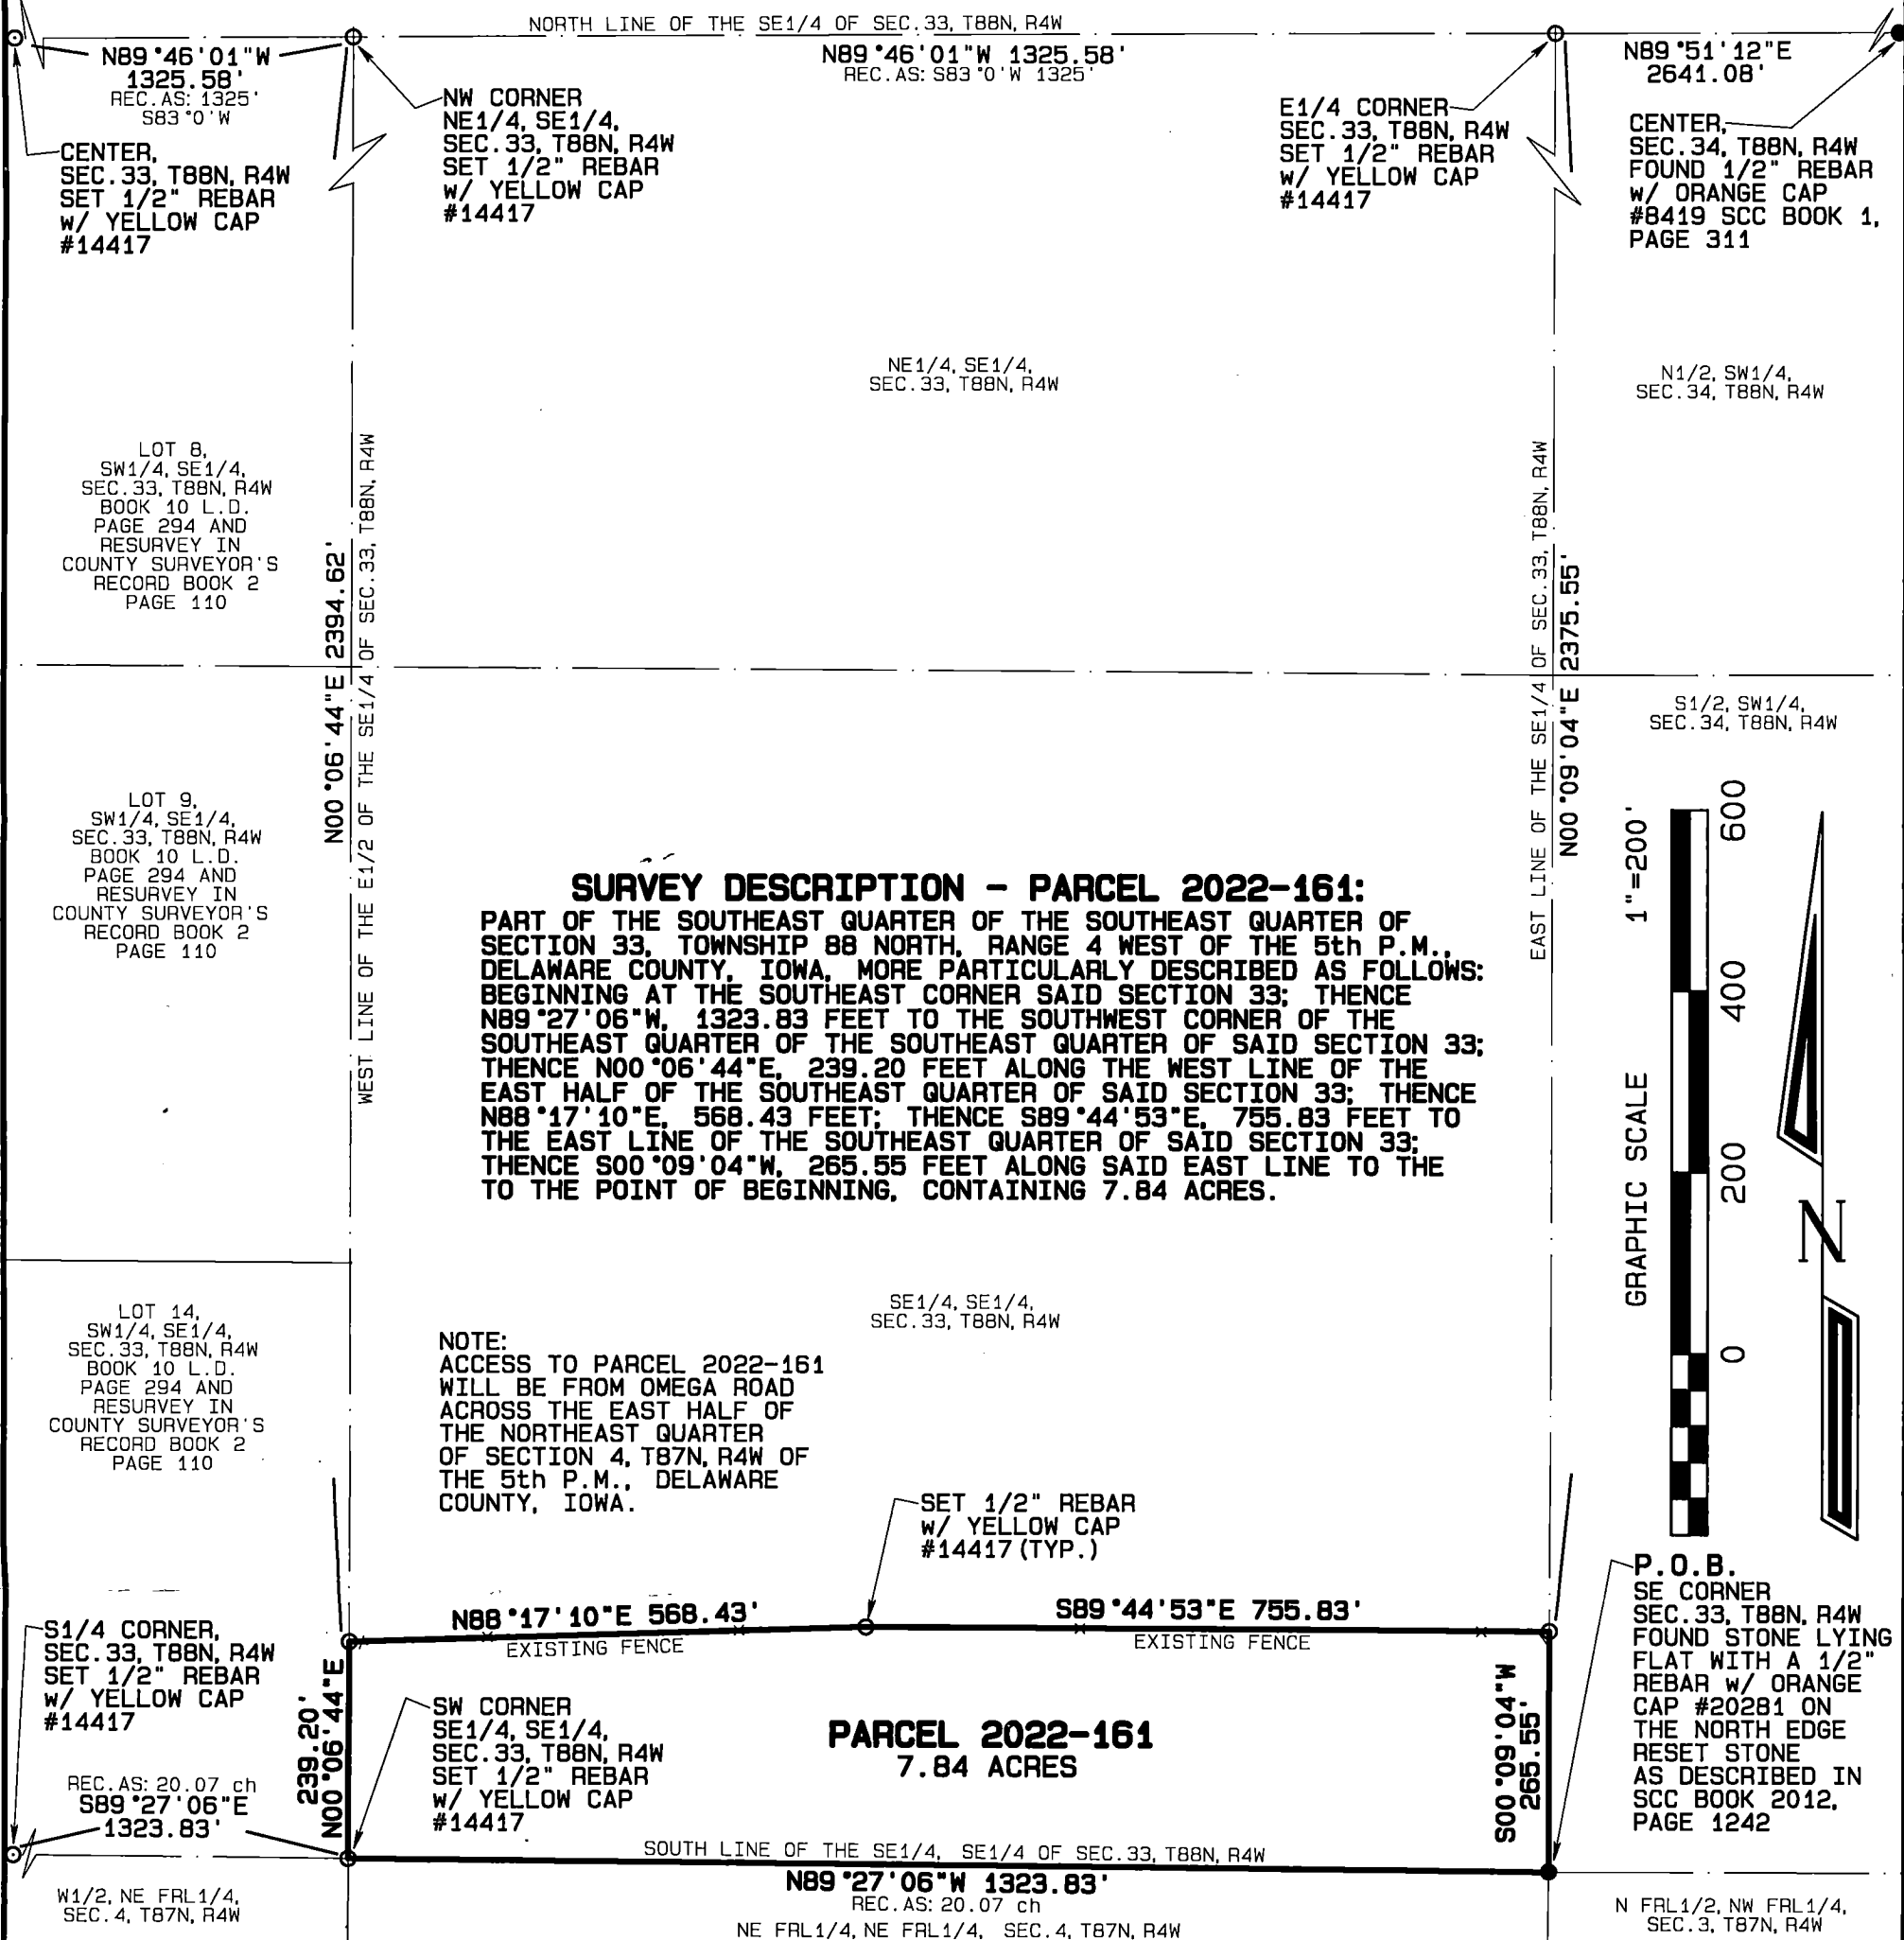 NORTH LINE OF THE SE1/4 OF SEC.33, T88N, R4W
N89°46'01"W
1325.58'
REC.AS: 1325'
S83°0'W
N89°46'01"W 1325.58'
REC.AS: S83°0'W 1325'
N89°51'12"E
2641.08'
CENTER,
SEC.33, T88N, R4W
SET 1/2" REBAR
w/ YELLOW CAP
#14417
NW CORNER
NE1/4, SE1/4,
SEC.33, T88N, R4W
SET 1/2" REBAR
w/ YELLOW CAP
#14417
E1/4 CORNER
SEC.33, T88N, R4W
SET 1/2" REBAR
w/ YELLOW CAP
#14417
CENTER,
SEC.34, T88N, R4W
FOUND 1/2" REBAR
w/ ORANGE CAP
#8419 SCC BOOK 1,
PAGE 311
NE1/4, SE1/4,
SEC.33, T88N, R4W
N1/2, SW1/4,
SEC.34, T88N, R4W
LOT 8,
SW1/4, SE1/4,
SEC.33, T88N, R4W
BOOK 10 L.D.
PAGE 294 AND
RESURVEY IN
COUNTY SURVEYOR'S
RECORD BOOK 2
PAGE 110
N00°06'44"E 2394.62'
WEST LINE OF THE E1/2 OF THE SE1/4 OF SEC.33, T88N, R4W
EAST LINE OF THE SE1/4 OF SEC.33, T88N, R4W
N00°09'04"E 2375.55'
S1/2, SW1/4,
SEC.34, T88N, R4W
LOT 9,
SW1/4, SE1/4,
SEC.33, T88N, R4W
BOOK 10 L.D.
PAGE 294 AND
RESURVEY IN
COUNTY SURVEYOR'S
RECORD BOOK 2
PAGE 110
SURVEY DESCRIPTION - PARCEL 2022-161:
PART OF THE SOUTHEAST QUARTER OF THE SOUTHEAST QUARTER OF
SECTION 33, TOWNSHIP 88 NORTH, RANGE 4 WEST OF THE 5th P.M.,
DELAWARE COUNTY, IOWA, MORE PARTICULARLY DESCRIBED AS FOLLOWS:
BEGINNING AT THE SOUTHEAST CORNER SAID SECTION 33; THENCE
N89°27'06"W, 1323.83 FEET TO THE SOUTHWEST CORNER OF THE
SOUTHEAST QUARTER OF THE SOUTHEAST QUARTER OF SAID SECTION 33;
THENCE N00°06'44"E, 239.20 FEET ALONG THE WEST LINE OF THE
EAST HALF OF THE SOUTHEAST QUARTER OF SAID SECTION 33; THENCE
N88°17'10"E, 568.43 FEET; THENCE S89°44'53"E, 755.83 FEET TO
THE EAST LINE OF THE SOUTHEAST QUARTER OF SAID SECTION 33;
THENCE S00°09'04"W, 265.55 FEET ALONG SAID EAST LINE TO THE
TO THE POINT OF BEGINNING, CONTAINING 7.84 ACRES.
GRAPHIC SCALE 1"=200'
0 200 400 600
N
LOT 14,
SW1/4, SE1/4,
SEC.33, T88N, R4W
BOOK 10 L.D.
PAGE 294 AND
RESURVEY IN
COUNTY SURVEYOR'S
RECORD BOOK 2
PAGE 110
SE1/4, SE1/4,
SEC.33, T88N, R4W
NOTE:
ACCESS TO PARCEL 2022-161
WILL BE FROM OMEGA ROAD
ACROSS THE EAST HALF OF
THE NORTHEAST QUARTER
OF SECTION 4, T87N, R4W OF
THE 5th P.M., DELAWARE
COUNTY, IOWA.
SET 1/2" REBAR
w/ YELLOW CAP
#14417 (TYP.)
N88°17'10"E 568.43'
EXISTING FENCE
S89°44'53"E 755.83'
EXISTING FENCE
P.O.B.
SE CORNER
SEC.33, T88N, R4W
FOUND STONE LYING
FLAT WITH A 1/2"
REBAR w/ ORANGE
CAP #20281 ON
THE NORTH EDGE
RESET STONE
AS DESCRIBED IN
SCC BOOK 2012,
PAGE 1242
S1/4 CORNER,
SEC.33, T88N, R4W
SET 1/2" REBAR
w/ YELLOW CAP
#14417
239.20'
N00°06'44"E
SW CORNER
SE1/4, SE1/4,
SEC.33, T88N, R4W
SET 1/2" REBAR
w/ YELLOW CAP
#14417
PARCEL 2022-161
7.84 ACRES
S00°09'04"W
265.55'
REC.AS: 20.07 ch
S89°27'06"E
1323.83'
SOUTH LINE OF THE SE1/4, SE1/4 OF SEC.33, T88N, R4W
N89°27'06"W 1323.83'
REC.AS: 20.07 ch
NE FRL1/4, NE FRL1/4, SEC.4, T87N, R4W
W1/2, NE FRL1/4,
SEC.4, T87N, R4W
N FRL1/2, NW FRL1/4,
SEC.3, T87N, R4W